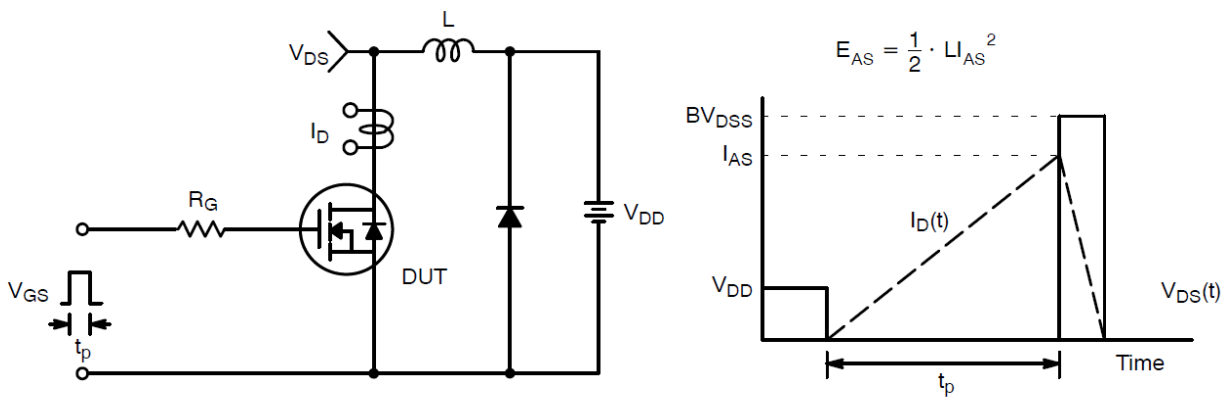 L
V_DS
I_D
R_G
V_DD
DUT
V_GS
t_p
E_AS = 1/2 · LI_AS^2
BV_DSS
I_AS
I_D(t)
V_DD
V_DS(t)
Time
t_p